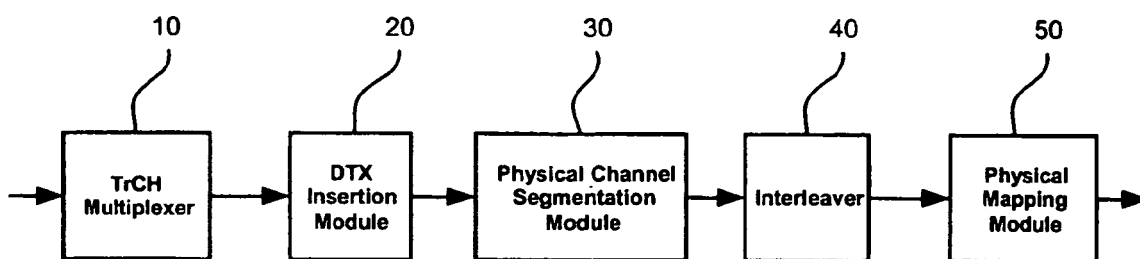 10 20 30 40 50
TrCH
Multiplexer
DTX
Insertion
Module
Physical Channel
Segmentation
Module
Interleaver
Physical
Mapping
Module